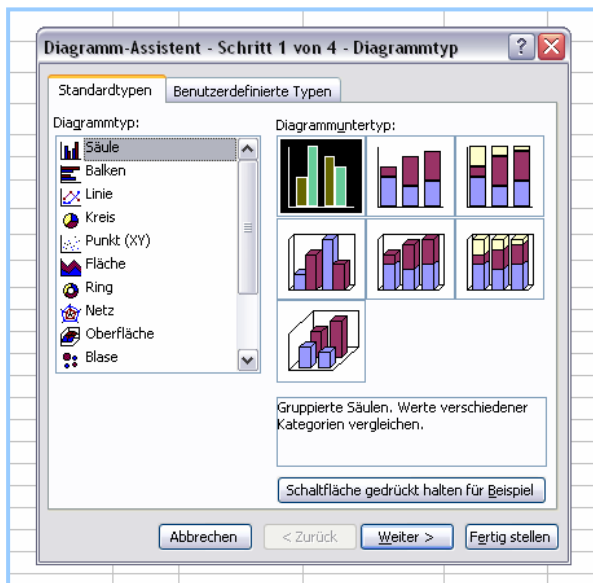 Diagramm-Assistent - Schritt 1 von 4 - Diagrammtyp
Standardtypen
Benutzerdefinierte Typen
Diagrammtyp:
Säule
Balken
Linie
Kreis
Punkt (XY)
Fläche
Ring
Netz
Oberfläche
Blase
Diagrammuntertyp:
Gruppierte Säulen. Werte verschiedener
Kategorien vergleichen.
Schaltfläche gedrückt halten für Beispiel
Abbrechen
< Zurück
Weiter >
Fertig stellen